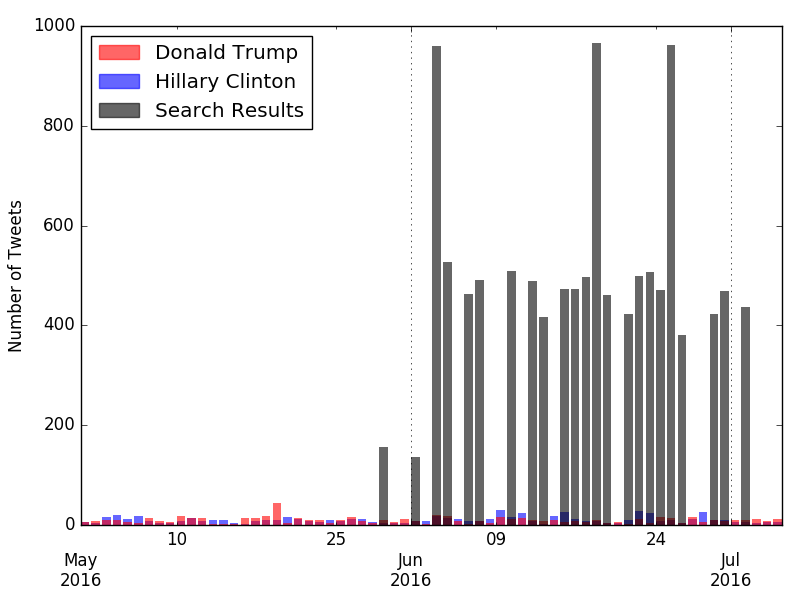 1000
800
600
400
200
0
Number of Tweets
Donald Trump
Hillary Clinton
Search Results
10 25 09 24
May Jun Jul
2016 2016 2016